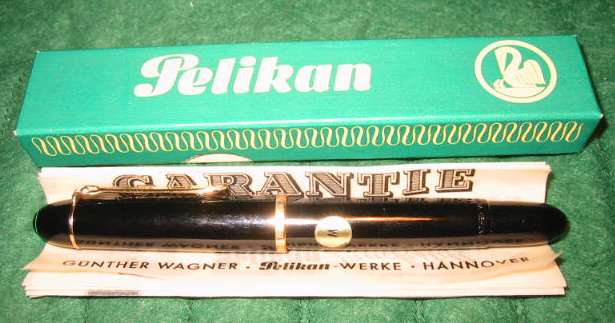 Pelikan
GARANTIE
GÜNTHER WAGNER · Pelikan-WERKE · HANNOVER